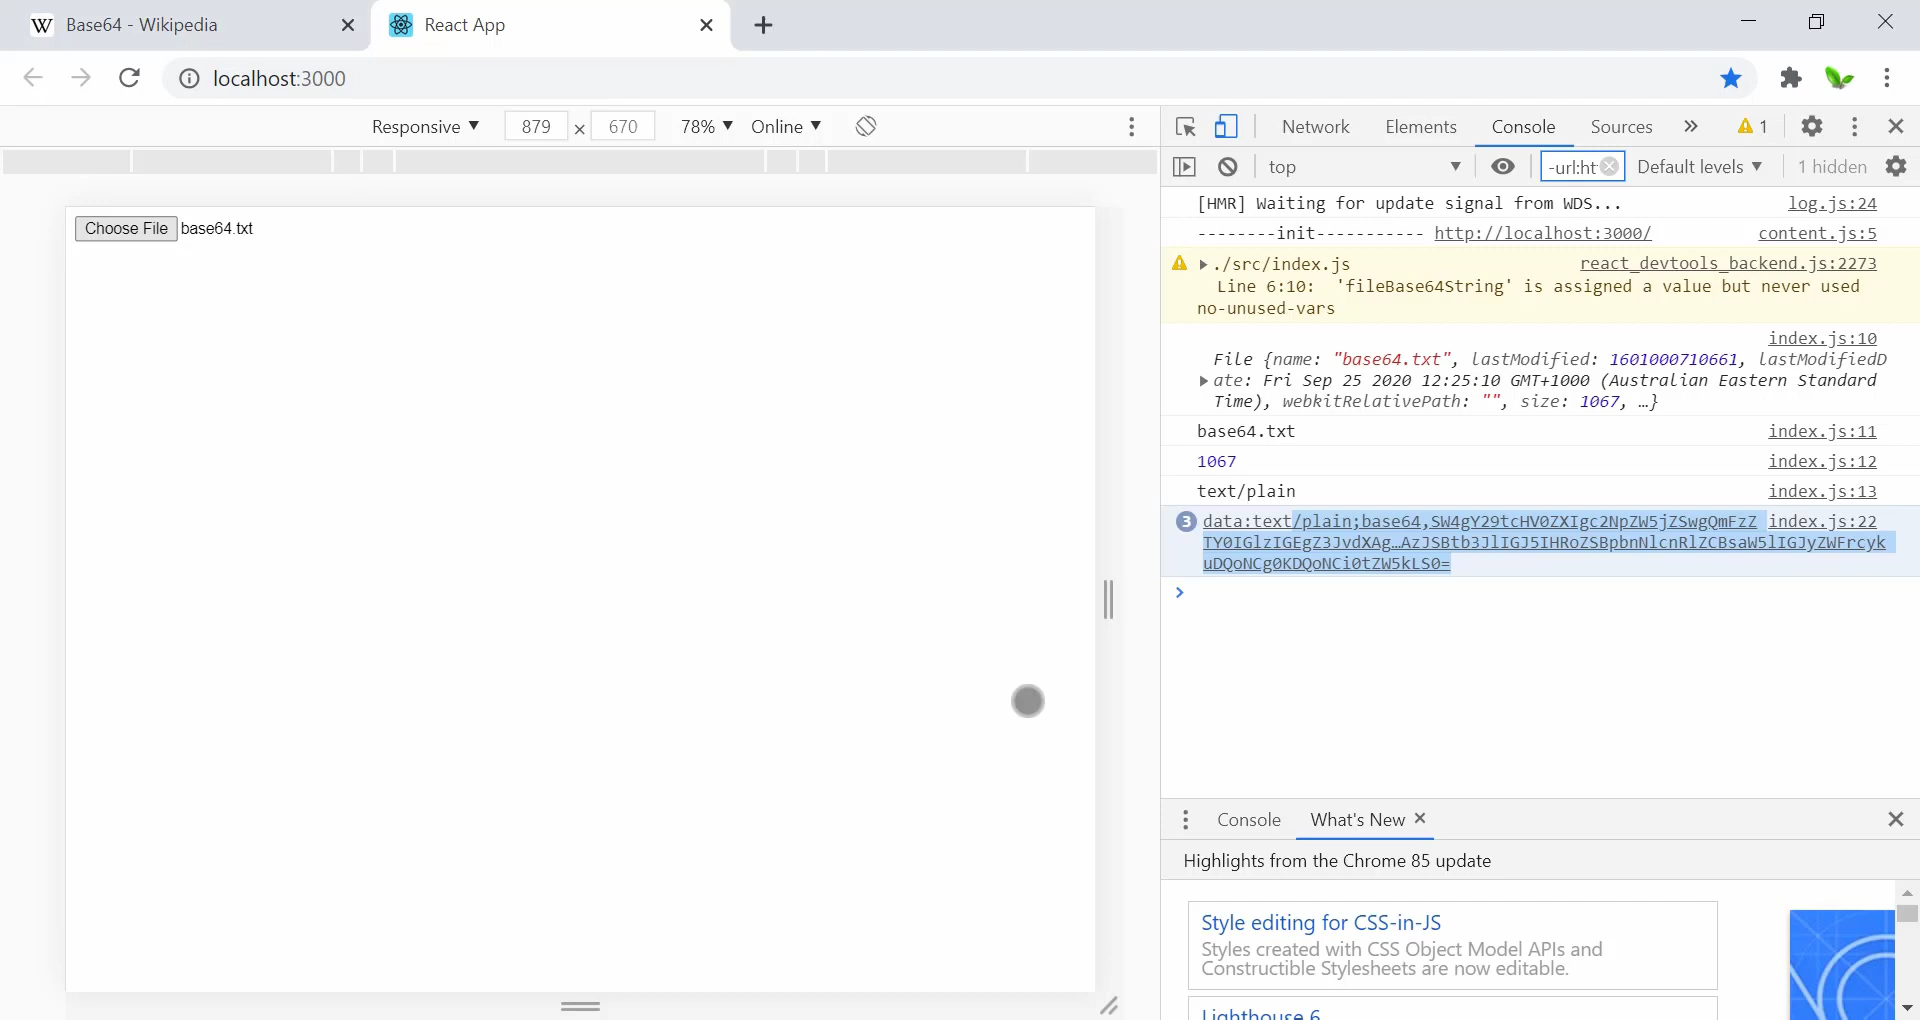 Base64 - Wikipedia
React App
localhost:3000
Responsive ▼ 879 × 670 78% ▼ Online ▼
Network Elements Console Sources » 1
top ▼ -url:ht Default levels ▼ 1 hidden
Choose File base64.txt
[HMR] Waiting for update signal from WDS... log.js:24
--------init----------- http://localhost:3000/ content.js:5
./src/index.js react_devtools_backend.js:2273
Line 6:10: 'fileBase64String' is assigned a value but never used
no-unused-vars
index.js:10
File {name: "base64.txt", lastModified: 1601000710661, lastModifiedD
ate: Fri Sep 25 2020 12:25:10 GMT+1000 (Australian Eastern Standard
Time), webkitRelativePath: "", size: 1067, …}
base64.txt index.js:11
1067 index.js:12
text/plain index.js:13
3 data:text/plain;base64,SW4gY29tcHV0ZXIgc2NpZW5jZSwgQmFzZ index.js:22
TY0IGlzIGEgZ3JvdXAg…AzJSBtb3JlIGJ5IHRoZSBpbnNlcnRlZCBsaW5lIGJyZWFrcyk
uDQoNCg0KDQoNCi0tZW5kLS0=
Console What's New
Highlights from the Chrome 85 update
Style editing for CSS-in-JS
Styles created with CSS Object Model APIs and
Constructible Stylesheets are now editable.
Lighthouse 6